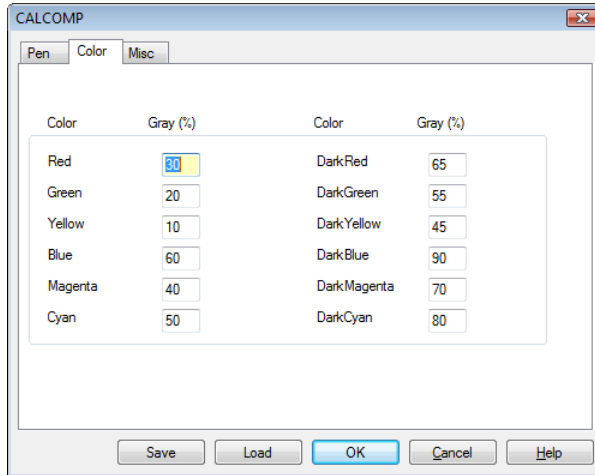 CALCOMP
Pen Color Misc
Color Gray (%) Color Gray (%)
Red 30 DarkRed 65
Green 20 DarkGreen 55
Yellow 10 DarkYellow 45
Blue 60 DarkBlue 90
Magenta 40 DarkMagenta 70
Cyan 50 DarkCyan 80
Save Load OK Cancel Help